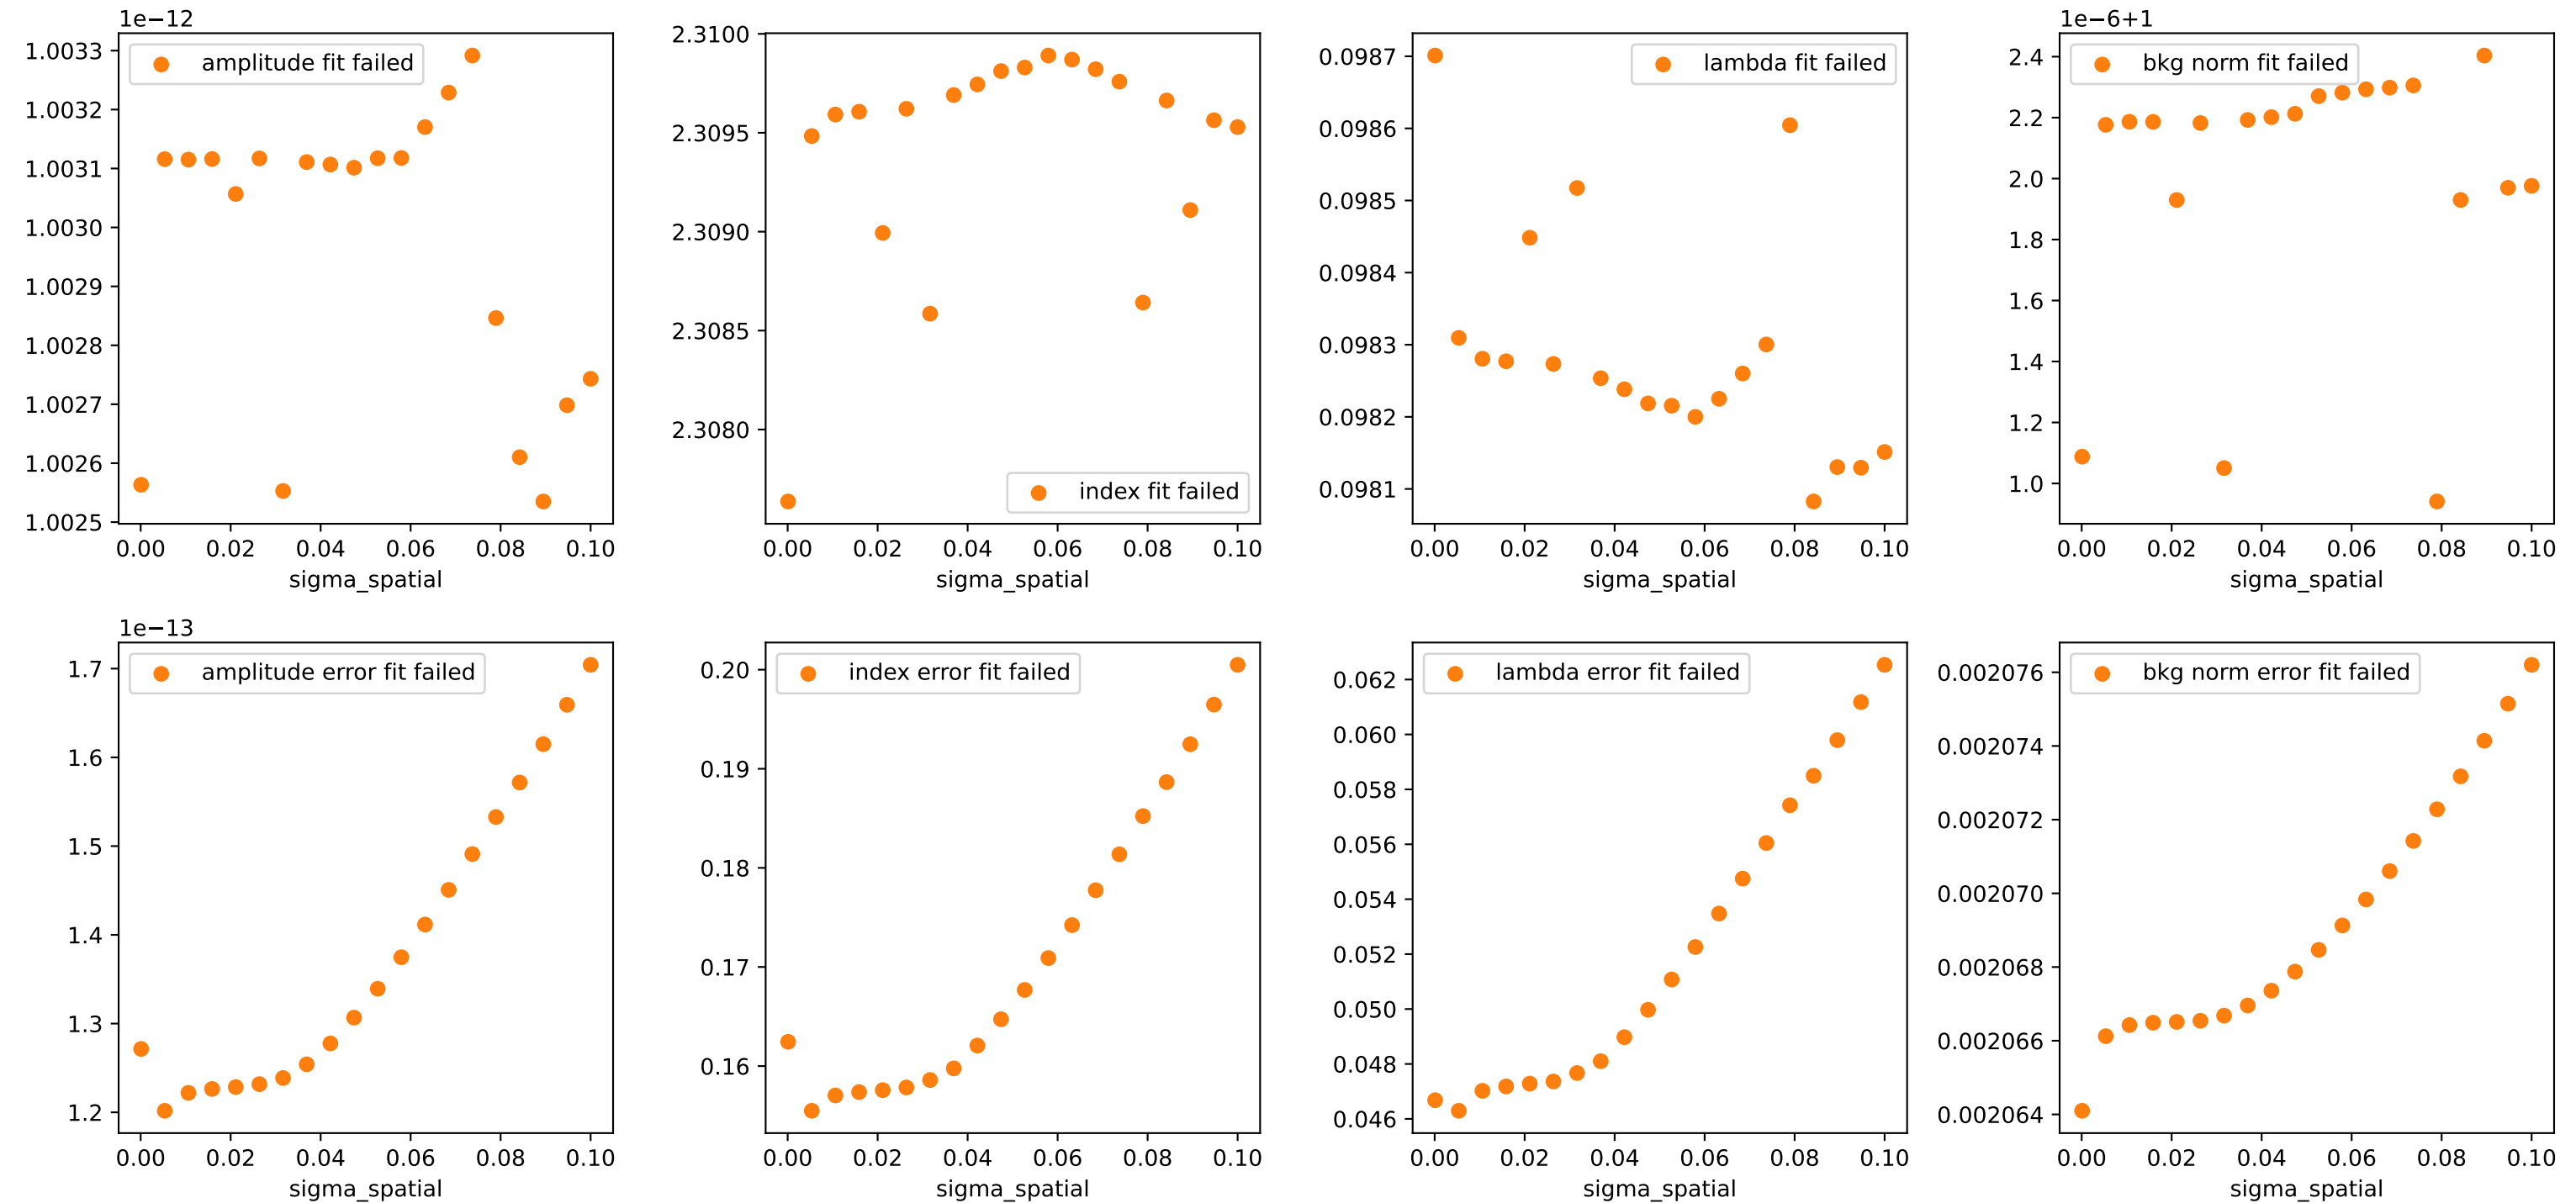 1e−12
1.0033
1.0032
1.0031
1.0030
1.0029
1.0028
1.0027
1.0026
1.0025
amplitude fit failed
0.00 0.02 0.04 0.06 0.08 0.10
sigma_spatial
2.3100
2.3095
2.3090
2.3085
2.3080
index fit failed
0.00 0.02 0.04 0.06 0.08 0.10
sigma_spatial
0.0987
0.0986
0.0985
0.0984
0.0983
0.0982
0.0981
lambda fit failed
0.00 0.02 0.04 0.06 0.08 0.10
sigma_spatial
1e−6+1
2.4
2.2
2.0
1.8
1.6
1.4
1.2
1.0
bkg norm fit failed
0.00 0.02 0.04 0.06 0.08 0.10
sigma_spatial
1e−13
1.7
1.6
1.5
1.4
1.3
1.2
amplitude error fit failed
0.00 0.02 0.04 0.06 0.08 0.10
sigma_spatial
0.20
0.19
0.18
0.17
0.16
index error fit failed
0.00 0.02 0.04 0.06 0.08 0.10
sigma_spatial
0.062
0.060
0.058
0.056
0.054
0.052
0.050
0.048
0.046
lambda error fit failed
0.00 0.02 0.04 0.06 0.08 0.10
sigma_spatial
0.002076
0.002074
0.002072
0.002070
0.002068
0.002066
0.002064
bkg norm error fit failed
0.00 0.02 0.04 0.06 0.08 0.10
sigma_spatial